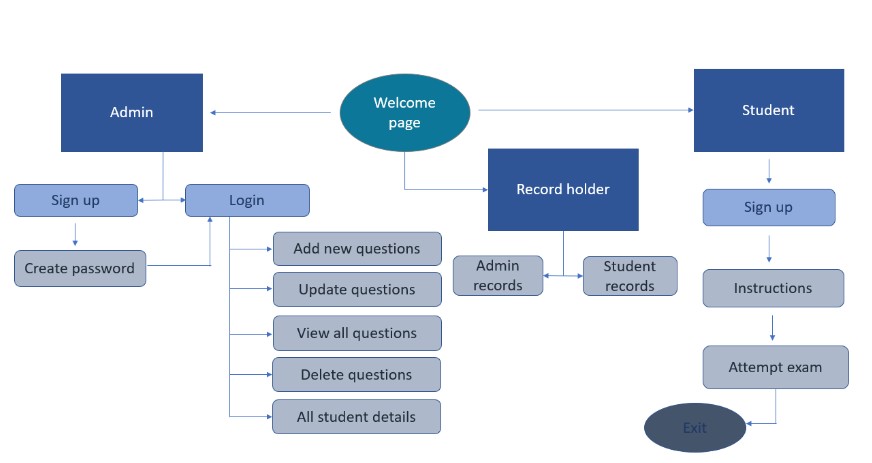 Welcome
page
Admin
Student
Record holder
Sign up
Login
Create password
Add new questions
Update questions
View all questions
Delete questions
All student details
Admin
records
Student
records
Sign up
Instructions
Attempt exam
Exit